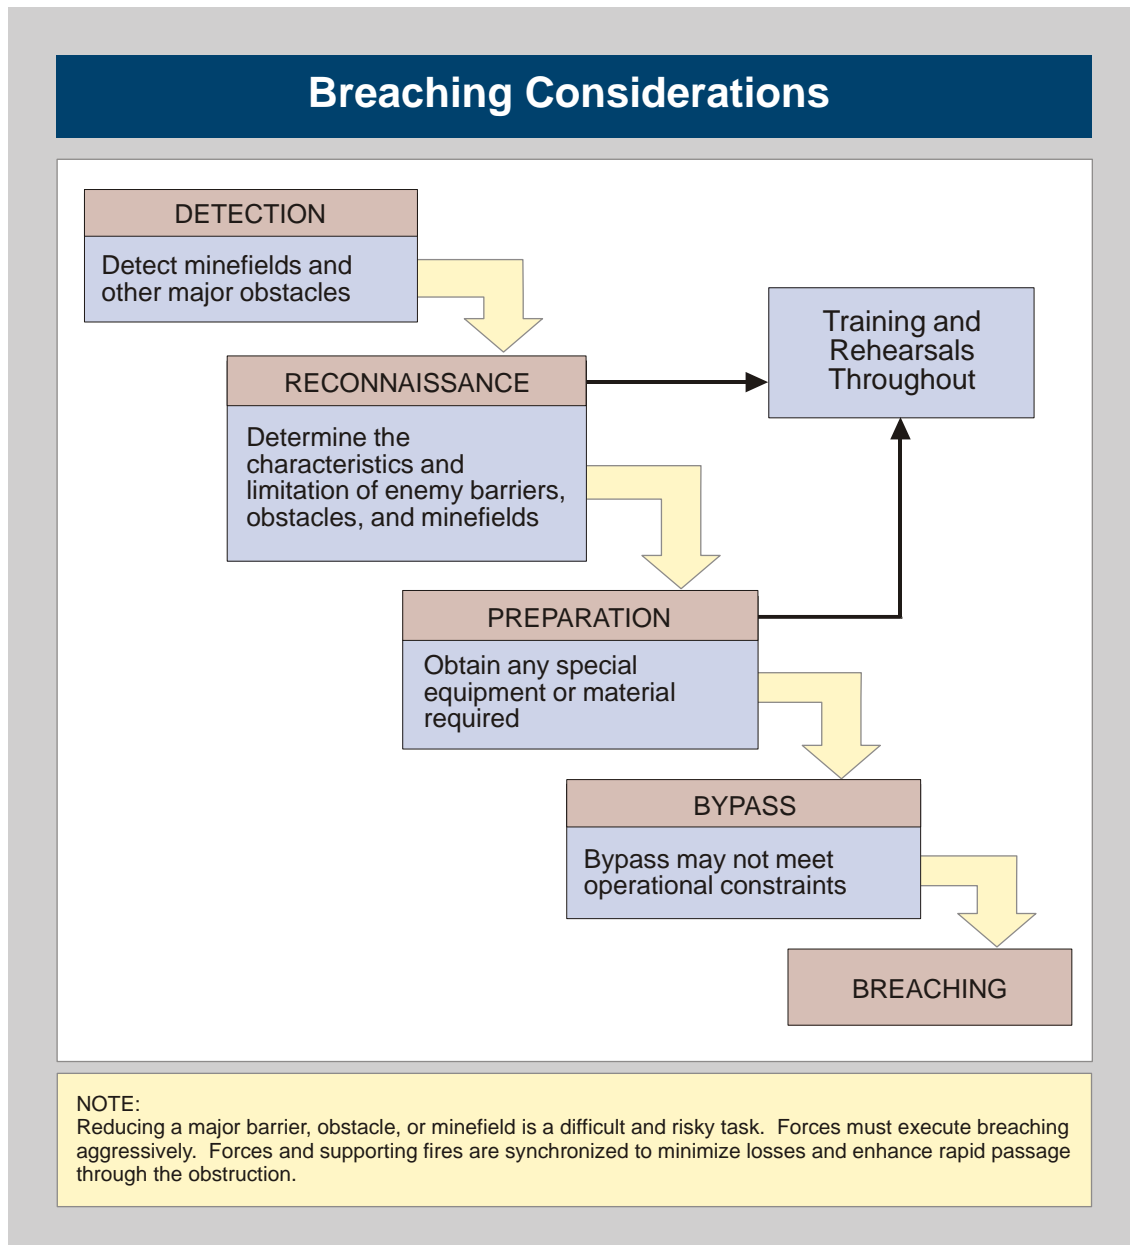 Breaching Considerations
DETECTION
Detect minefields and
other major obstacles
Training and
Rehearsals
Throughout
RECONNAISSANCE
Determine the
characteristics and
limitation of enemy barriers,
obstacles, and minefields
PREPARATION
Obtain any special
equipment or material
required
BYPASS
Bypass may not meet
operational constraints
BREACHING
NOTE:
Reducing a major barrier, obstacle, or minefield is a difficult and risky task.  Forces must execute breaching
aggressively.  Forces and supporting fires are synchronized to minimize losses and enhance rapid passage
through the obstruction.